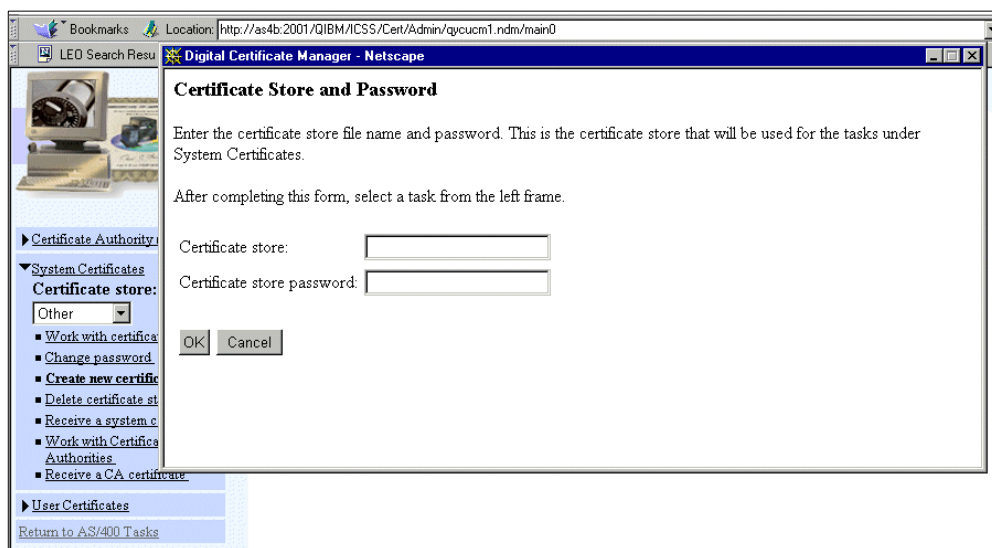 Bookmarks Location: http://as4b:2001/QIBM/ICSS/Cert/Admin/qycucm1.ndm/main0
LEO Search Resu
Digital Certificate Manager - Netscape
Certificate Store and Password
Enter the certificate store file name and password. This is the certificate store that will be used for the tasks under
System Certificates.
After completing this form, select a task from the left frame.
Certificate store:
Certificate store password:
OK Cancel
Certificate Authority
System Certificates
Certificate store:
Other
Work with certifica
Change password
Create new certific
Delete certificate st
Receive a system c
Work with Certifica
Authorities
Receive a CA certificate
User Certificates
Return to AS/400 Tasks